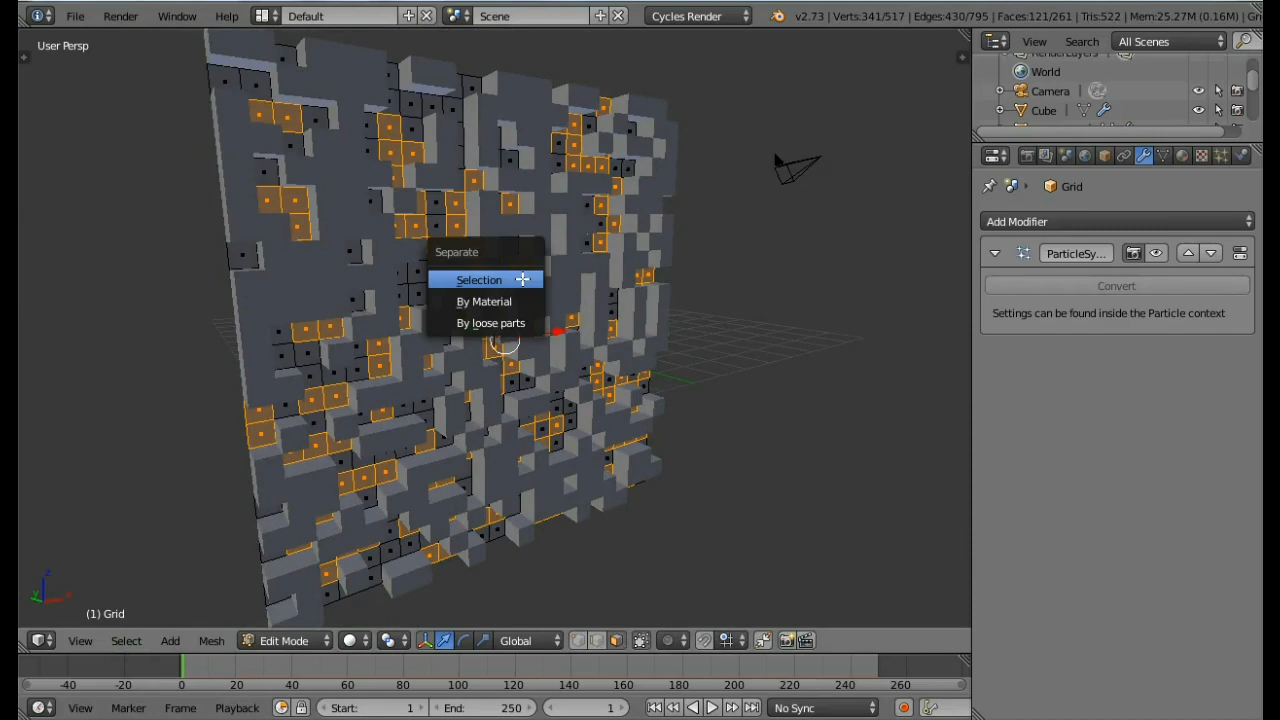 File Render Window Help Default Scene Cycles Render v2.73 | Verts:341/517 | Edges:430/795 | Faces:121/261 | Tris:522 | Mem:25.27M (0.16M) | Gri
User Persp
View Search All Scenes
World
Camera
Cube
Grid
Add Modifier
ParticleSy...
Convert
Settings can be found inside the Particle context
Separate
Selection
By Material
By loose parts
z
y x
(1) Grid
View Select Add Mesh Edit Mode Global
-40 -20 0 20 40 60 80 100 120 140 160 180 200 220 240 260
View Marker Frame Playback Start: 1 End: 250 1 No Sync